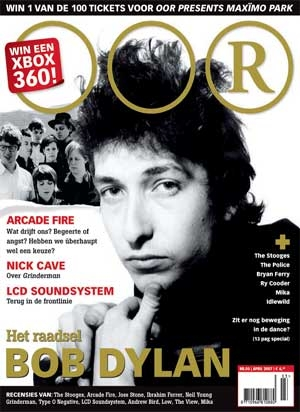 WIN 1 VAN DE 100 TICKETS VOOR OOR PRESENTS MAXÏMO PARK
WIN EEN
XBOX
360!
OOR
ARCADE FIRE
Wat drijft ons? Begeerte of
angst? Hebben we überhaupt
wel een keuze?
NICK CAVE
Over Grinderman
LCD SOUNDSYSTEM
Terug in de frontlinie
+
The Stooges
The Police
Bryan Ferry
Ry Cooder
Mika
Idlewild
Zit er nog beweging
in de dance?
(13 pag special)
Het raadsel
BOB DYLAN
APRIL 2007
RECENSIES VAN: The Stooges, Arcade Fire, Joss Stone, Ibrahim Ferrer, Neil Young
Grinderman, Type O Negative, LCD Soundsystem, Andrew Bird, Low, The View, Mika